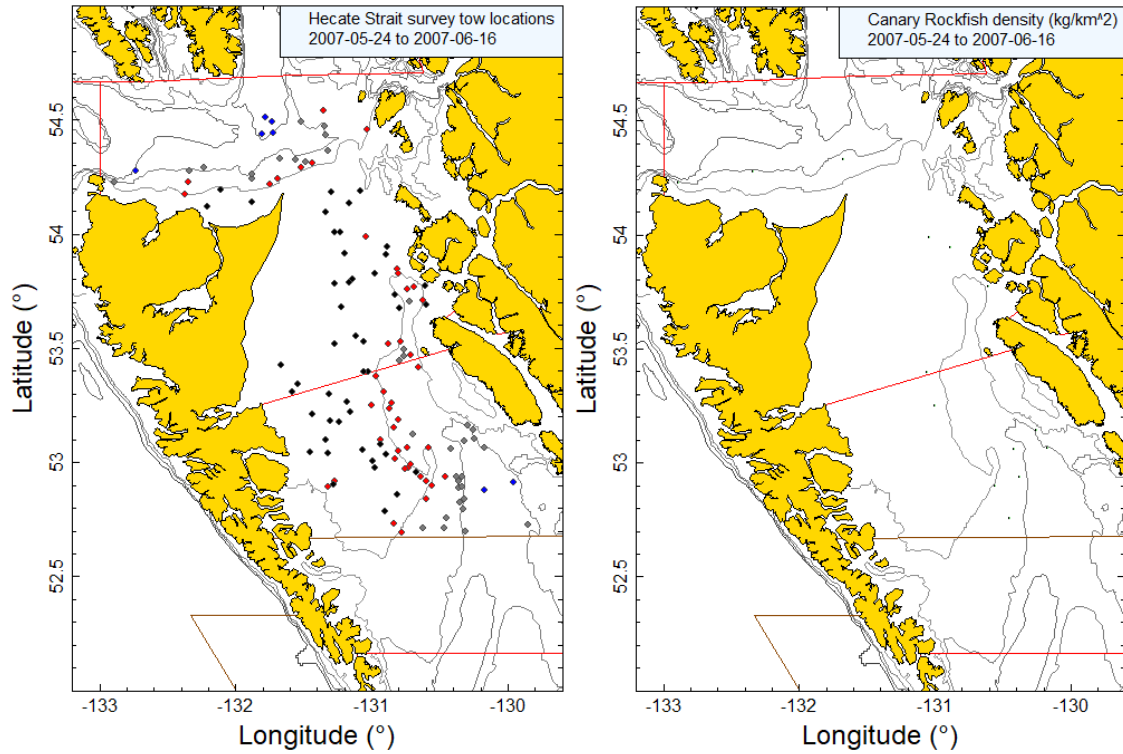 Hecate Strait survey tow locations
2007-05-24 to 2007-06-16
54.5
54
53.5
53
52.5
Latitude (°)
-133
-132
-131
-130
Longitude (°)
Canary Rockfish density (kg/km^2)
2007-05-24 to 2007-06-16
54.5
54
53.5
53
52.5
Latitude (°)
-133
-132
-131
-130
Longitude (°)